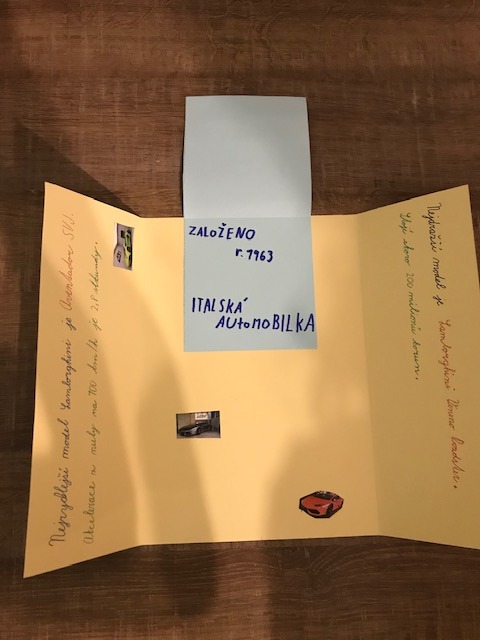 ZALOŽENO
r. 1963
ITALSKÁ
AUTOMOBILKA
Nejrychlejší model Lamborghini je Aventador SVJ.
Akcelerace z nuly na 100 km/h je 2,8 sekundy.
Nejdražší model je Lamborghini Veneno Roadster.
Stojí skoro 200 milionů korun.